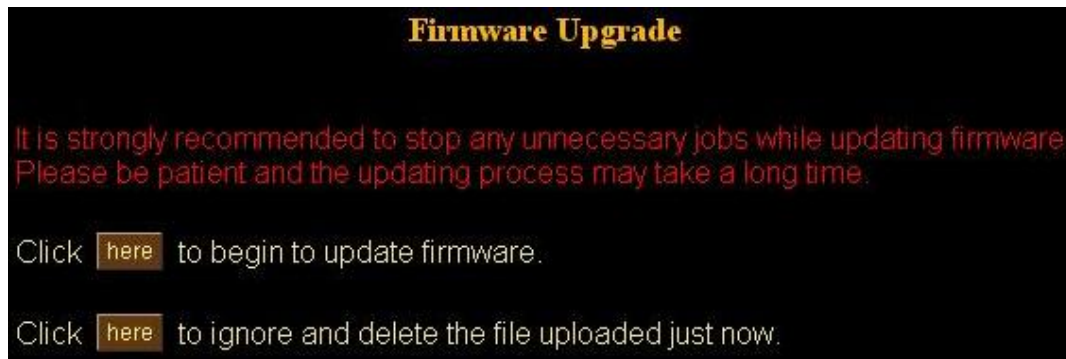 Firmware Upgrade
It is strongly recommended to stop any unnecessary jobs while updating firmware
Please be patient and the updating process may take a long time.
Click here to begin to update firmware.
Click here to ignore and delete the file uploaded just now.